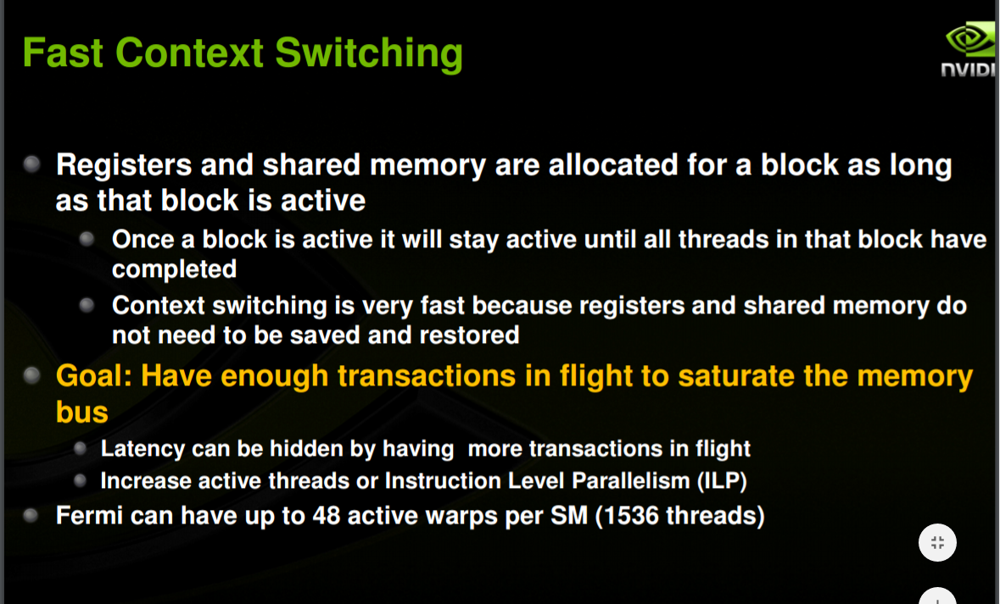 Fast Context Switching
NVIDI
Registers and shared memory are allocated for a block as long
as that block is active
Once a block is active it will stay active until all threads in that block have
completed
Context switching is very fast because registers and shared memory do
not need to be saved and restored
Goal: Have enough transactions in flight to saturate the memory
bus
Latency can be hidden by having  more transactions in flight
Increase active threads or Instruction Level Parallelism (ILP)
Fermi can have up to 48 active warps per SM (1536 threads)